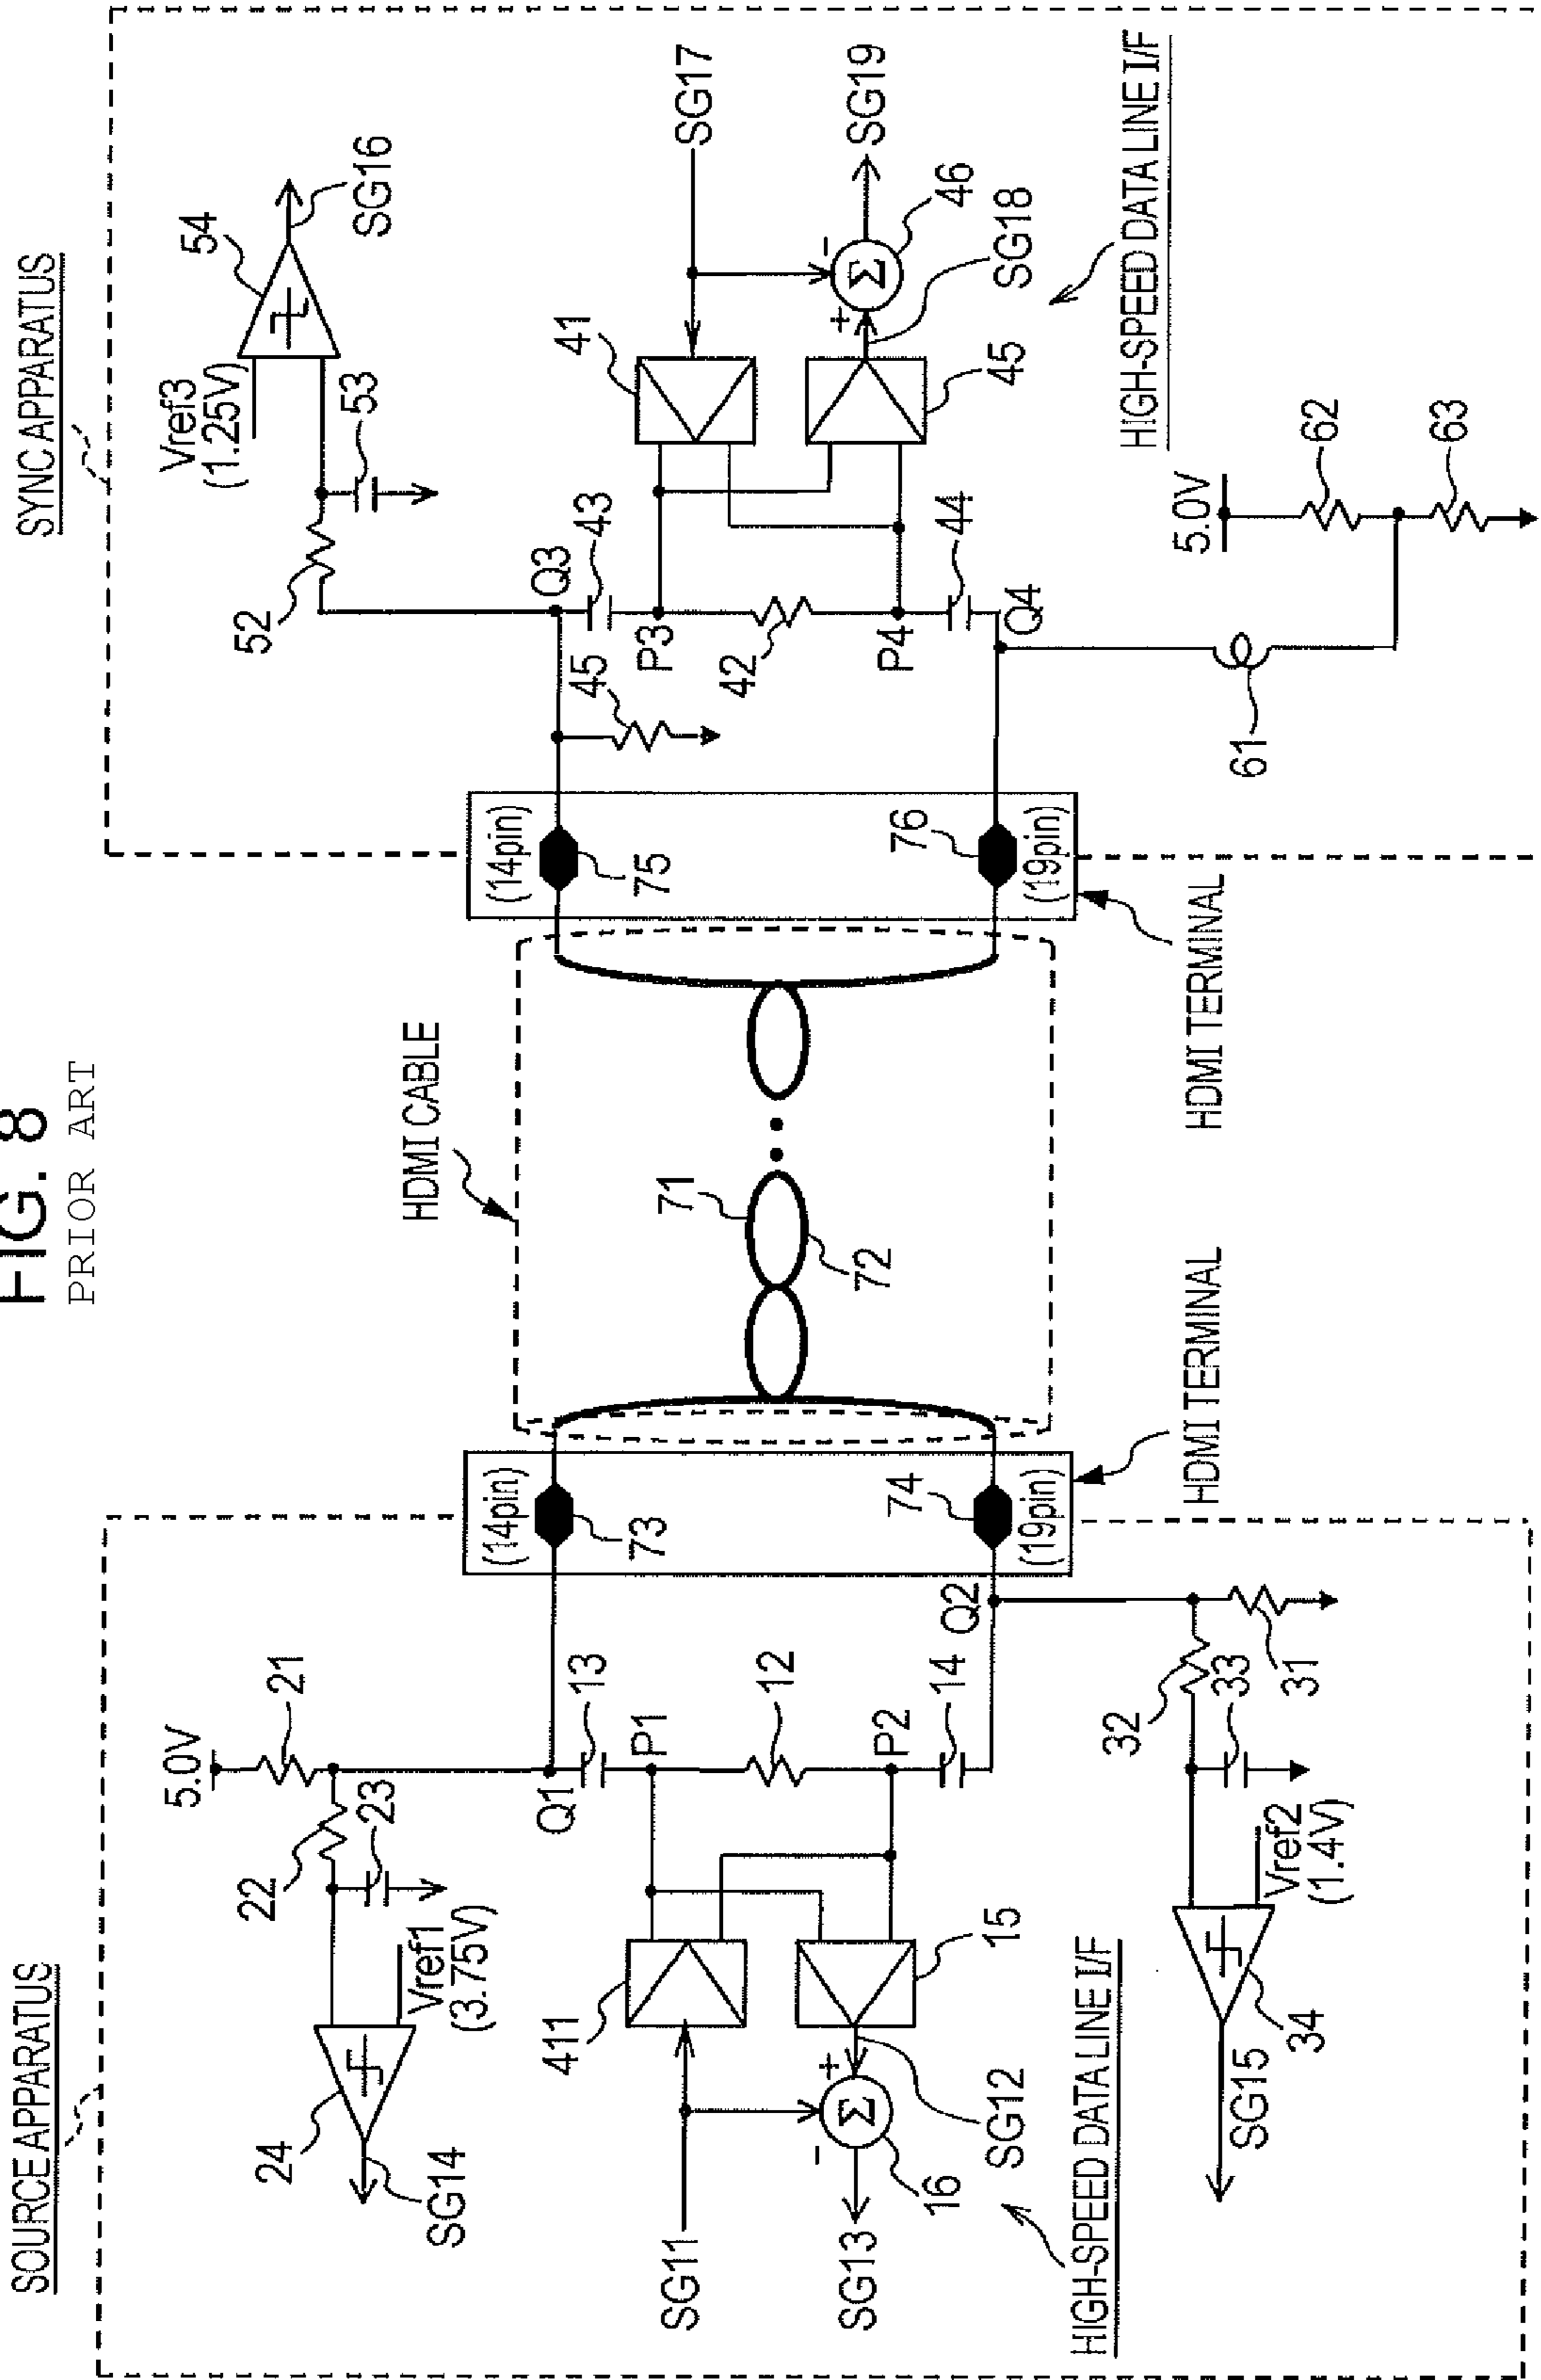 FIG. 8
PRIOR ART
SOURCE APPARATUS
SYNC APPARATUS
5.0V
21
22
23
24
Vref1
(3.75V)
SG14
Q1
13
P1
12
P2
14
Q2
411
15
16
SG11
SG12
SG13
+
-
Σ
HIGH-SPEED DATA LINE I/F
32
33
31
Vref2
(1.4V)
34
SG15
(14pin)
73
74
(19pin)
HDMI TERMINAL
HDMI CABLE
71
72
(14pin)
75
76
(19pin)
HDMI TERMINAL
Vref3
(1.25V)
54
SG16
53
52
Q3
43
45
P3
42
P4
44
Q4
41
45
46
SG17
SG18
SG19
+
-
Σ
HIGH-SPEED DATA LINE I/F
5.0V
62
63
61